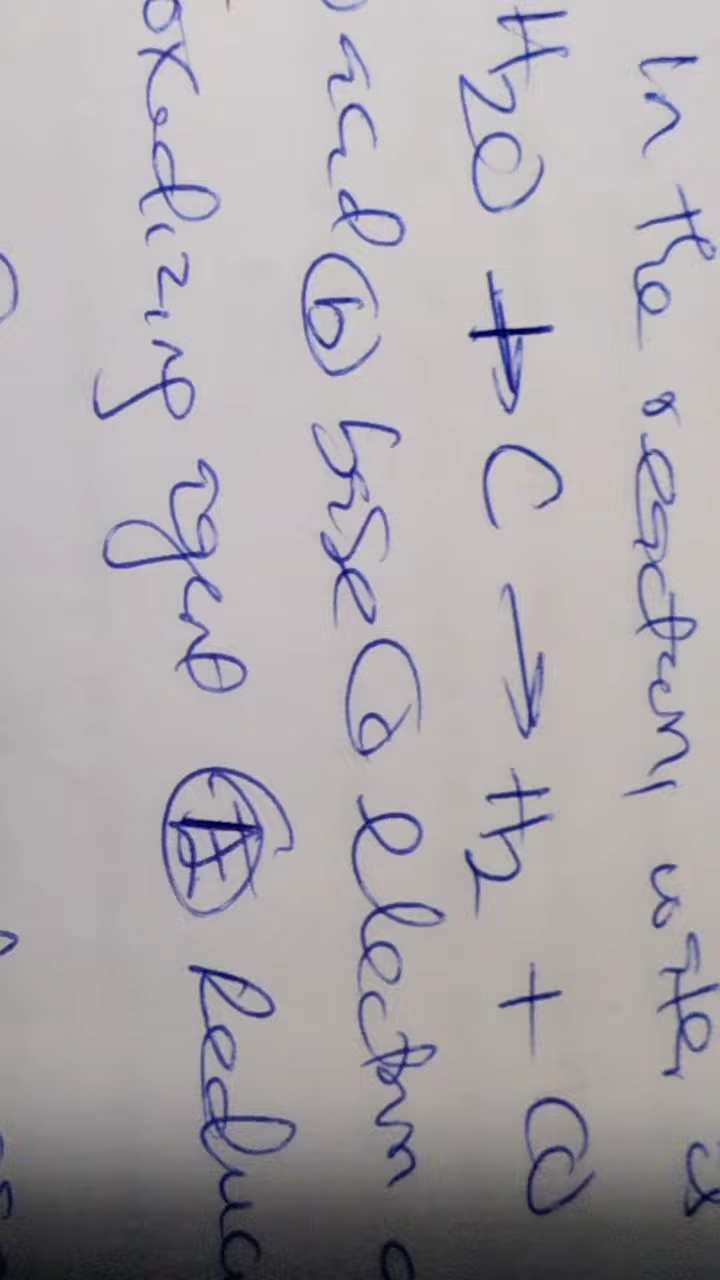 In the reaction, water is
H2O + C → H2 + CO
acid (b) base (c) electron
oxidizing agent (E) Reduc